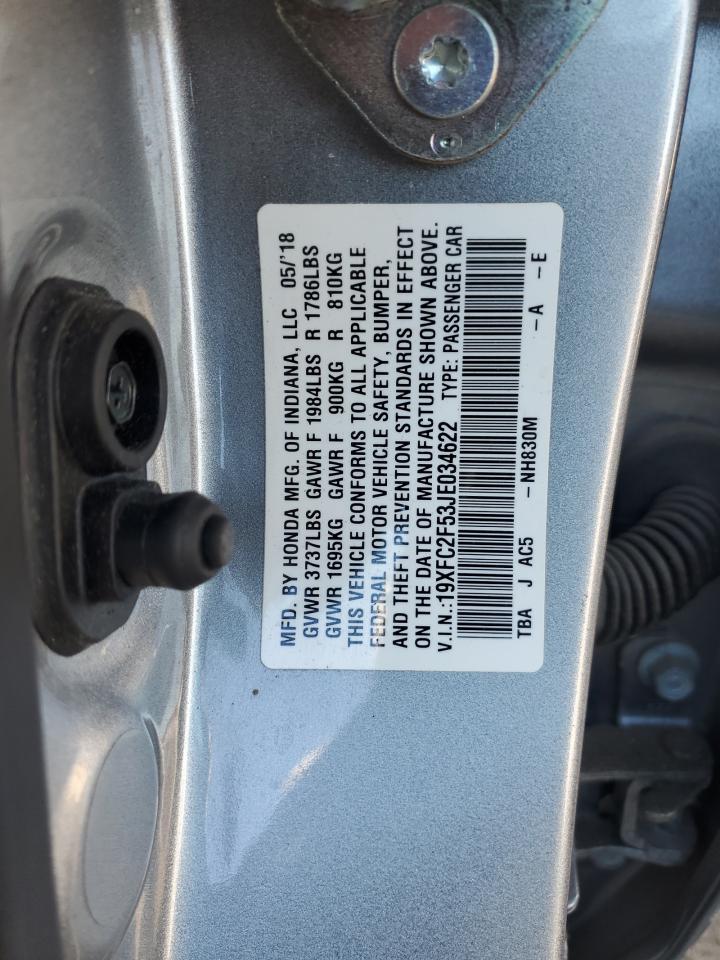 MFD. BY HONDA MFG. OF INDIANA, LLC 05/'18
GVWR 3737LBS GAWR F 1984LBS R 1786LBS
GVWR 1695KG GAWR F 900KG R 810KG
THIS VEHICLE CONFORMS TO ALL APPLICABLE
FEDERAL MOTOR VEHICLE SAFETY, BUMPER,
AND THEFT PREVENTION STANDARDS IN EFFECT
ON THE DATE OF MANUFACTURE SHOWN ABOVE.
V.I.N.:19XFC2F53JE034622 TYPE: PASSENGER CAR
TBA J AC5 -NH830M -A -E